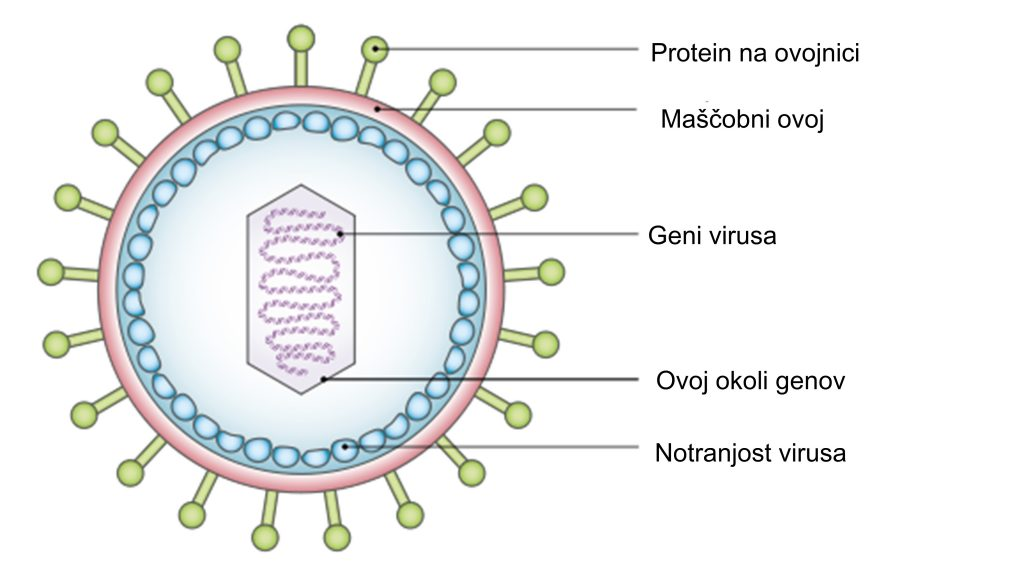 Protein na ovojnici
Maščobni ovoj
Geni virusa
Ovoj okoli genov
Notranjost virusa